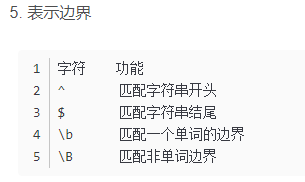 5. 表示边界
1 字符 功能
2 ^ 匹配字符串开头
3 $ 匹配字符串结尾
4 \b 匹配一个单词的边界
5 \B 匹配非单词边界